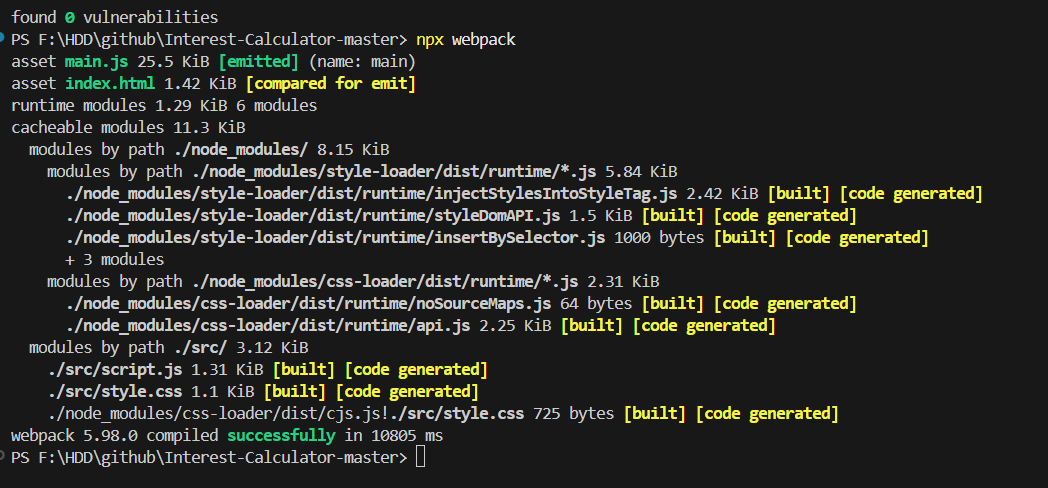 found 0 vulnerabilities
PS F:\HDD\github\Interest-Calculator-master> npx webpack
asset main.js 25.5 KiB [emitted] (name: main)
asset index.html 1.42 KiB [compared for emit]
runtime modules 1.29 KiB 6 modules
cacheable modules 11.3 KiB
  modules by path ./node_modules/ 8.15 KiB
    modules by path ./node_modules/style-loader/dist/runtime/*.js 5.84 KiB
      ./node_modules/style-loader/dist/runtime/injectStylesIntoStyleTag.js 2.42 KiB [built] [code generated]
      ./node_modules/style-loader/dist/runtime/styleDomAPI.js 1.5 KiB [built] [code generated]
      ./node_modules/style-loader/dist/runtime/insertBySelector.js 1000 bytes [built] [code generated]
      + 3 modules
    modules by path ./node_modules/css-loader/dist/runtime/*.js 2.31 KiB
      ./node_modules/css-loader/dist/runtime/noSourceMaps.js 64 bytes [built] [code generated]
      ./node_modules/css-loader/dist/runtime/api.js 2.25 KiB [built] [code generated]
  modules by path ./src/ 3.12 KiB
    ./src/script.js 1.31 KiB [built] [code generated]
    ./src/style.css 1.1 KiB [built] [code generated]
    ./node_modules/css-loader/dist/cjs.js!./src/style.css 725 bytes [built] [code generated]
webpack 5.98.0 compiled successfully in 10805 ms
PS F:\HDD\github\Interest-Calculator-master>